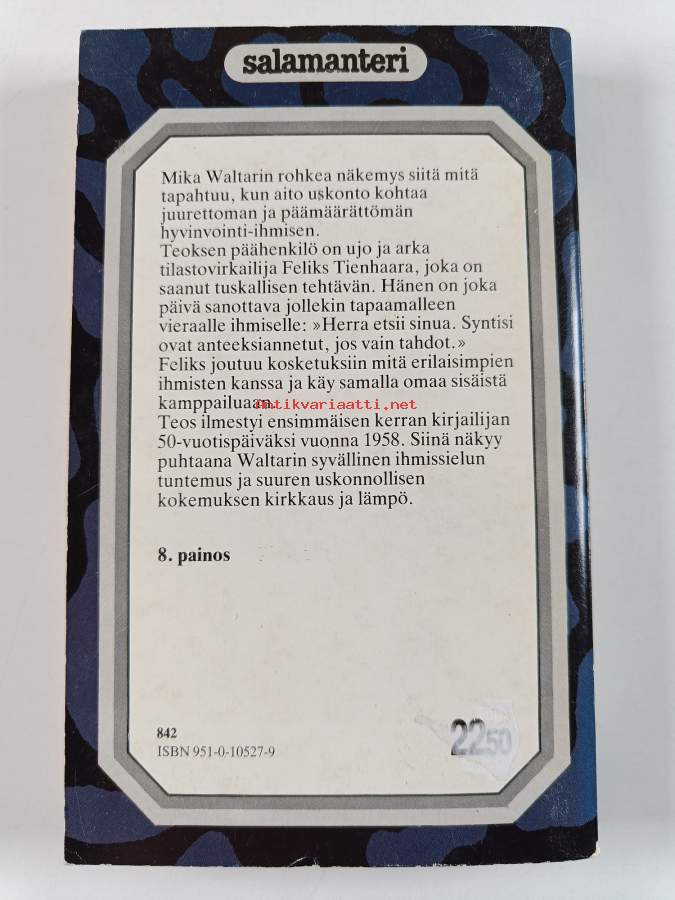 salamanteri
Mika Waltarin rohkea näkemys siitä mitä
tapahtuu, kun aito uskonto kohtaa
juurettoman ja päämäärättömän
hyvinvointi-ihmisen.
Teoksen päähenkilö on ujo ja arka
tilastovirkailija Feliks Tienhaara, joka on
saanut tuskallisen tehtävän. Hänen on joka
päivä sanottava jollekin tapaamalleen
vieraalle ihmiselle: »Herra etsii sinua. Syntisi
ovat anteeksiannetut, jos vain tahdot.»
Feliks joutuu kosketuksiin mitä erilaisimpien
ihmisten kanssa ja käy samalla omaa sisäistä
kamppailuaan.
Antikvariaatti.net
Teos ilmestyi ensimmäisen kerran kirjailijan
50-vuotispäiväksi vuonna 1958. Siinä näkyy
puhtaana Waltarin syvällinen ihmissielun
tuntemus ja suuren uskonnollisen
kokemuksen kirkkaus ja lämpö.
8. painos
842
ISBN 951-0-10527-9
2250